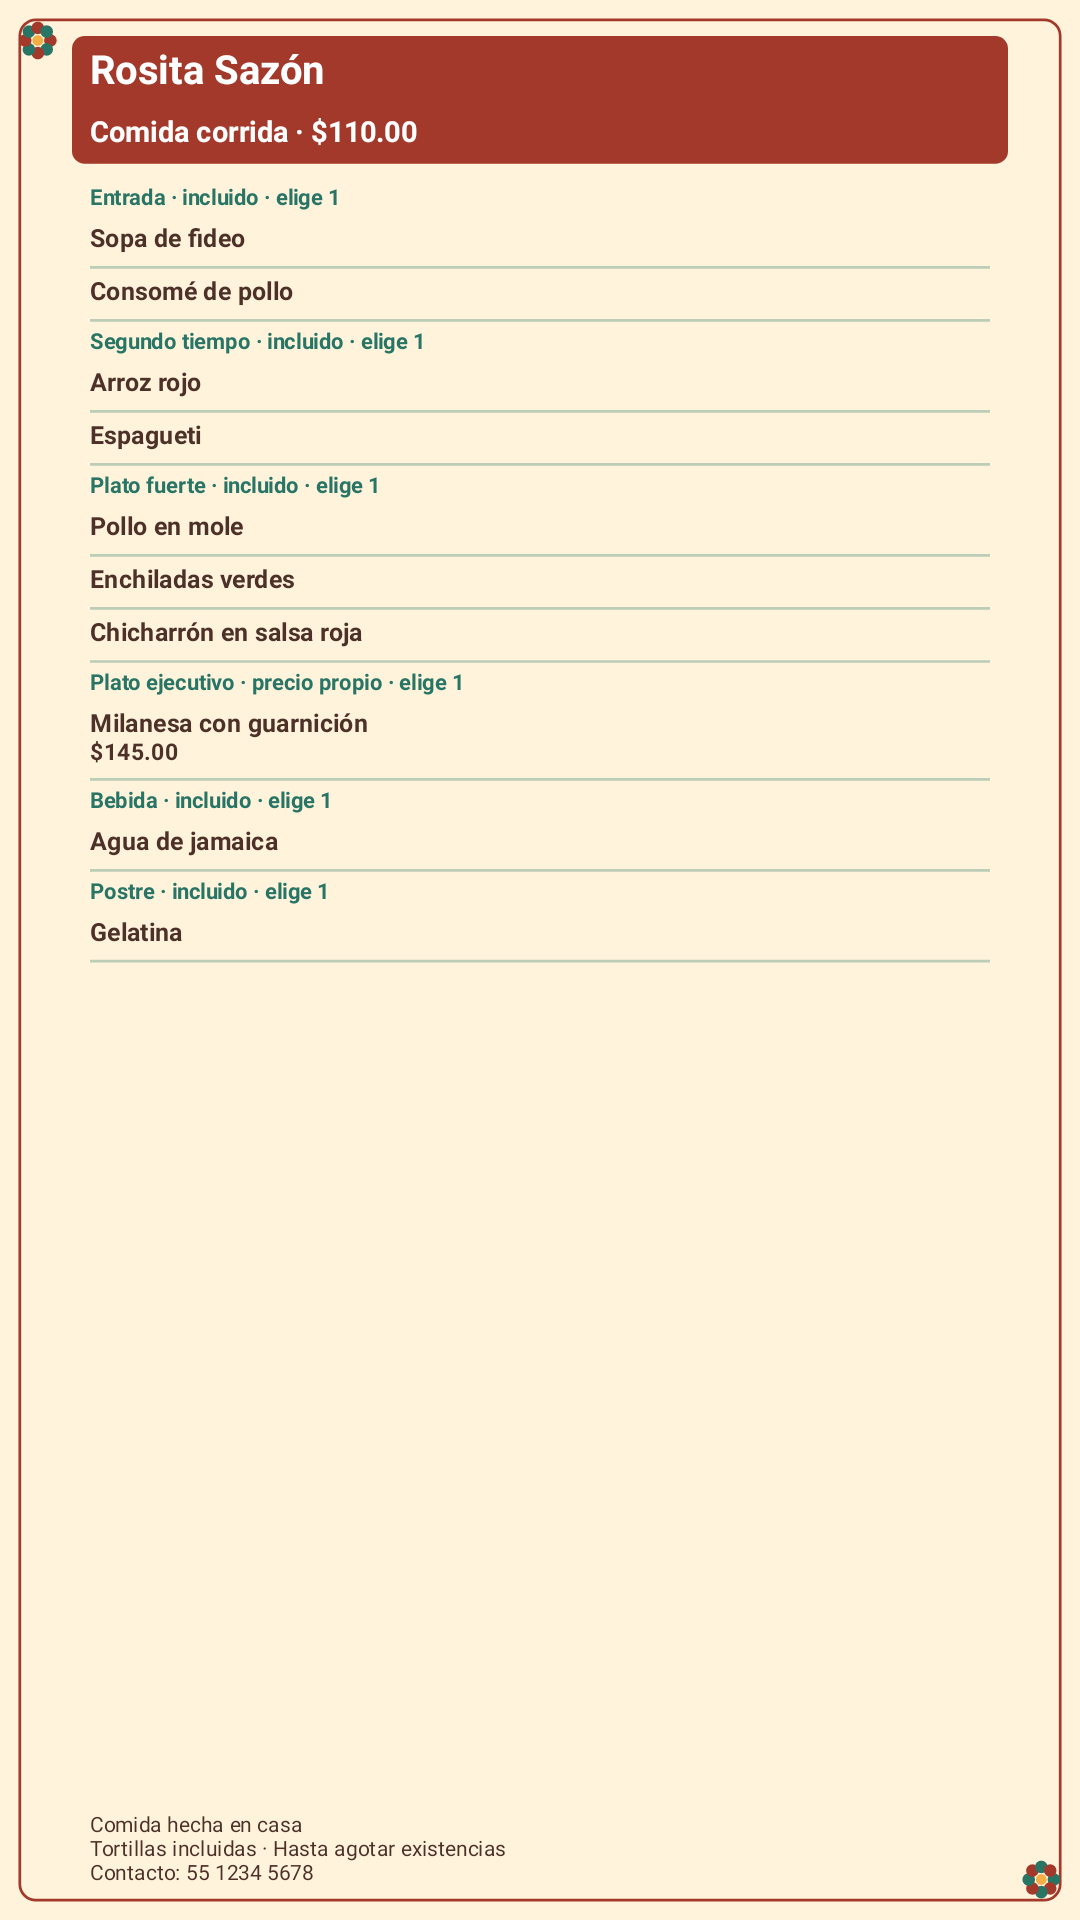 Rosita Sazón
Comida corrida · $110.00
Entrada · incluido · elige 1
Sopa de fideo
Consomé de pollo
Segundo tiempo · incluido · elige 1
Arroz rojo
Espagueti
Plato fuerte · incluido · elige 1
Pollo en mole
Enchiladas verdes
Chicharrón en salsa roja
Plato ejecutivo · precio propio · elige 1
Milanesa con guarnición
$145.00
Bebida · incluido · elige 1
Agua de jamaica
Postre · incluido · elige 1
Gelatina
Comida hecha en casa
Tortillas incluidas · Hasta agotar existencias
Contacto: 55 1234 5678